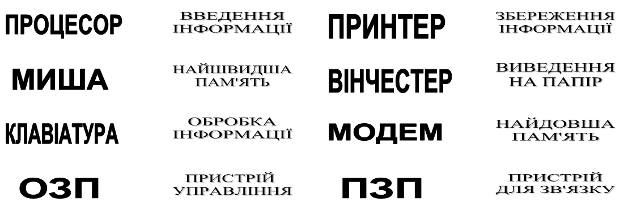 ПРОЦЕСОР
ВВЕДЕННЯ
ІНФОРМАЦІЇ
ПРИНТЕР
ЗБЕРЕЖЕННЯ
ІНФОРМАЦІЇ
МИША
НАЙШВИДША
ПАМ'ЯТЬ
ВІНЧЕСТЕР
ВИВЕДЕННЯ
НА ПАПІР
КЛАВІАТУРА
ОБРОБКА
ІНФОРМАЦІЇ
МОДЕМ
НАЙДОВША
ПАМ'ЯТЬ
ОЗП
ПРИСТРІЙ
УПРАВЛІННЯ
ПЗП
ПРИСТРІЙ
ДЛЯ ЗВ'ЯЗКУ